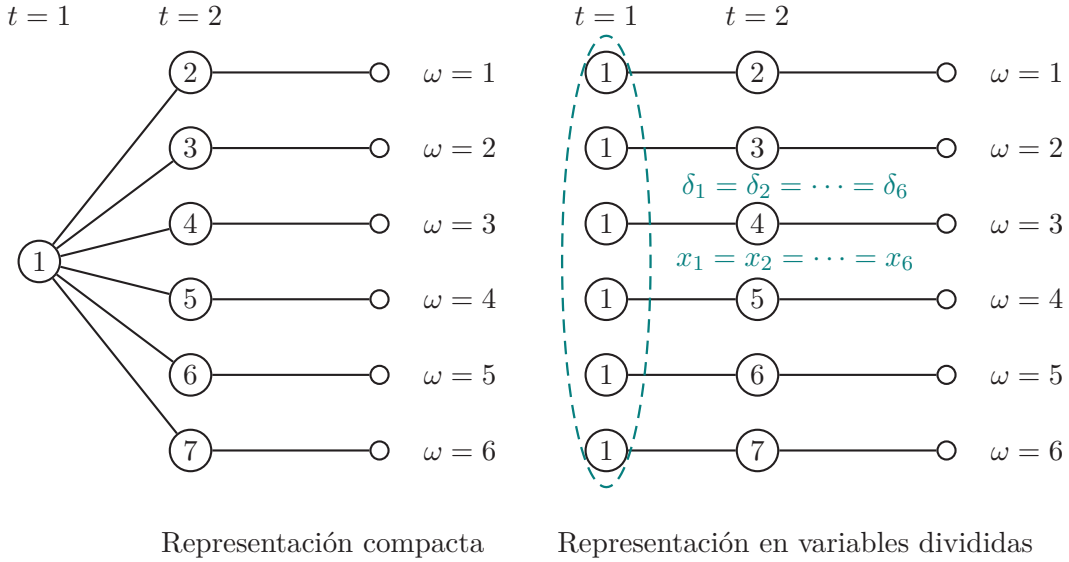 t = 1 t = 2 t = 1 t = 2
2 ω = 1 1 2 ω = 1
3 ω = 2 1 3 ω = 2
δ₁ = δ₂ = ⋯ = δ₆
4 ω = 3 1 4 ω = 3
1 x₁ = x₂ = ⋯ = x₆
5 ω = 4 1 5 ω = 4
6 ω = 5 1 6 ω = 5
7 ω = 6 1 7 ω = 6
Representación compacta Representación en variables divididas